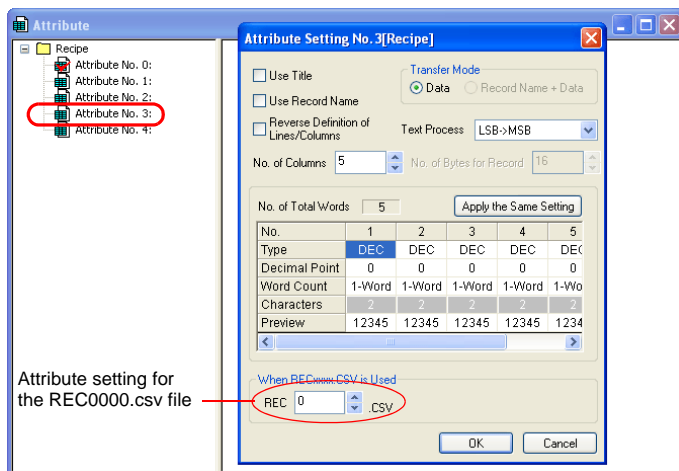 Attribute
Recipe
Attribute No. 0:
Attribute No. 1:
Attribute No. 2:
Attribute No. 3:
Attribute No. 4:
Attribute Setting No. 3[Recipe]
Use Title
Use Record Name
Reverse Definition of
Lines/Columns
Transfer Mode
Data
Record Name + Data
Text Process LSB->MSB
No. of Columns 5
No. of Bytes for Record 16
No. of Total Words 5
Apply the Same Setting
No. 1 2 3 4 5
Type DEC DEC DEC DEC DEC
Decimal Point 0 0 0 0 0
Word Count 1-Word 1-Word 1-Word 1-Word 1-Wo
Characters 2 2 2 2 2
Preview 12345 12345 12345 12345 1234
When RECxxxx.CSV is Used
REC 0 .CSV
OK Cancel
Attribute setting for
the REC0000.csv file